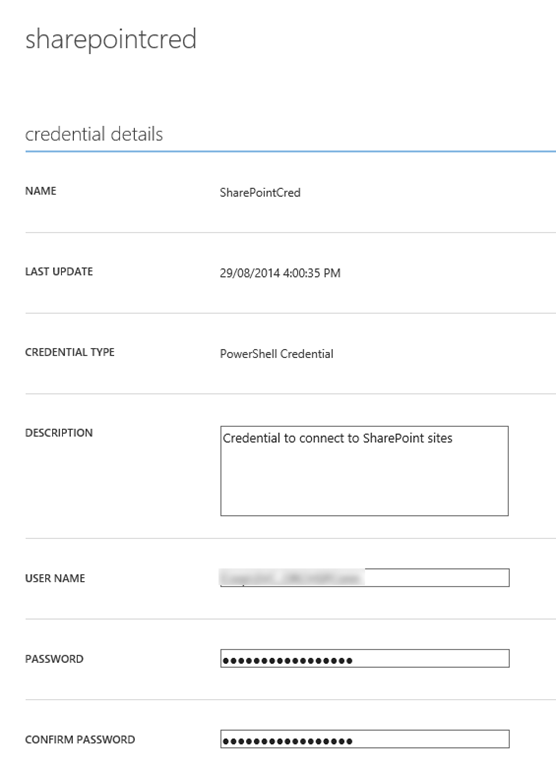 sharepointcred
credential details
NAME SharePointCred
LAST UPDATE 29/08/2014 4:00:35 PM
CREDENTIAL TYPE PowerShell Credential
DESCRIPTION Credential to connect to SharePoint sites
USER NAME
PASSWORD •••••••••••••••••
CONFIRM PASSWORD •••••••••••••••••